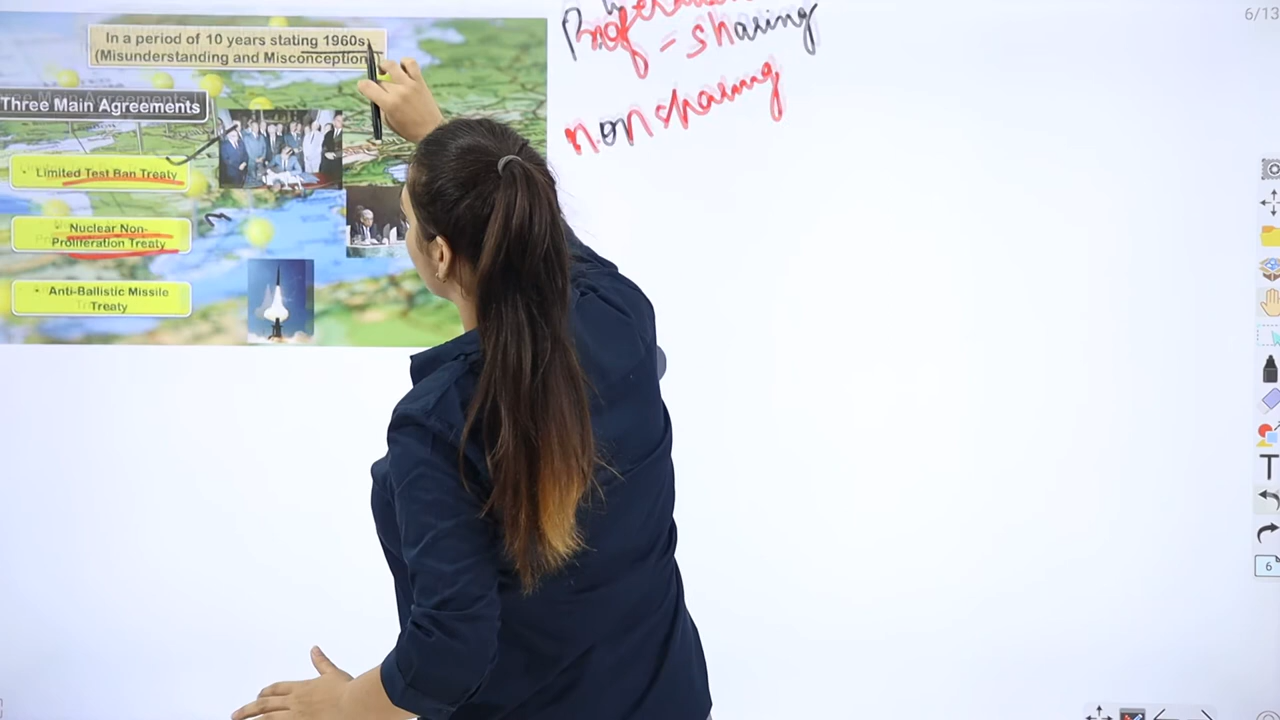 In a period of 10 years stating 1960s
(Misunderstanding and Misconception)
Three Main Agreements
Limited Test Ban Treaty
Nuclear Non-
Proliferation Treaty
Anti-Ballistic Missile
Treaty
- sharing
non sharing
6/13
T
6